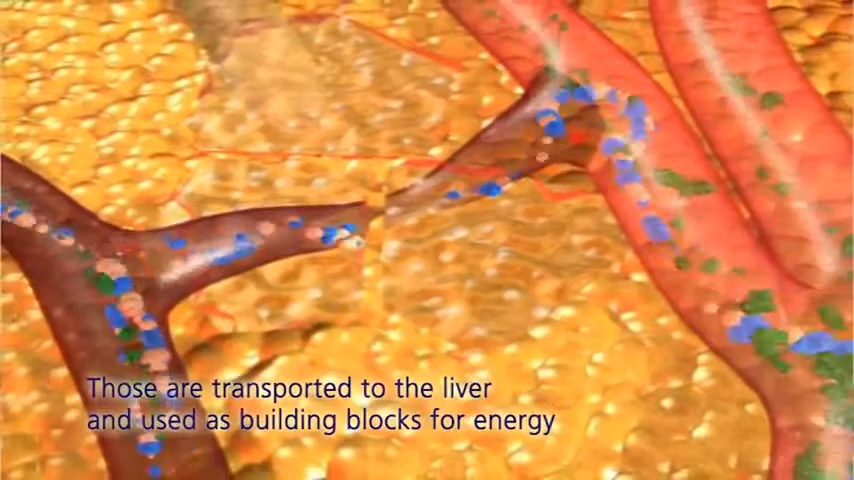 Those are transported to the liver
and used as building blocks for energy